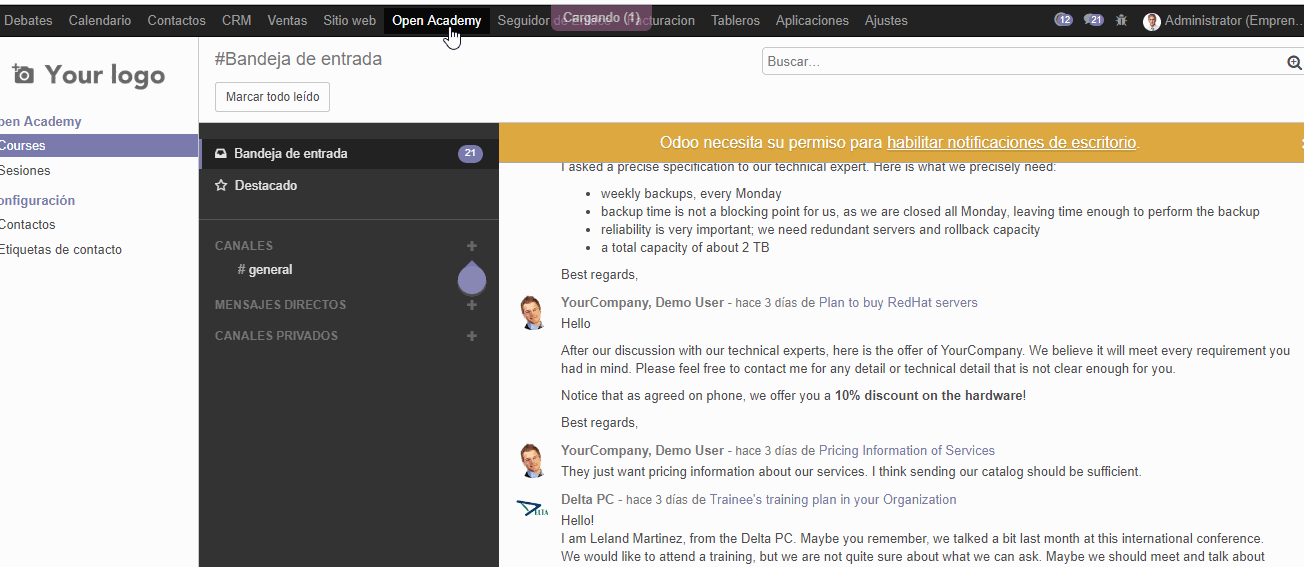 Debates Calendario Contactos CRM Ventas Sitio web Open Academy Seguidor de Facturacion Tableros Aplicaciones Ajustes 12 21 Administrator (Empren...
Cargando (1)
Your logo
#Bandeja de entrada
Buscar...
Marcar todo leído
pen Academy
Courses
Sesiones
onfiguración
Contactos
Etiquetas de contacto
Bandeja de entrada 21
Destacado
CANALES
# general
MENSAJES DIRECTOS
CANALES PRIVADOS
Odoo necesita su permiso para habilitar notificaciones de escritorio.
I asked a precise specification to our technical expert. Here is what we precisely need:
• weekly backups, every Monday
• backup time is not a blocking point for us, as we are closed all Monday, leaving time enough to perform the backup
• reliability is very important; we need redundant servers and rollback capacity
• a total capacity of about 2 TB
Best regards,
YourCompany, Demo User - hace 3 días de Plan to buy RedHat servers
Hello
After our discussion with our technical experts, here is the offer of YourCompany. We believe it will meet every requirement you
had in mind. Please feel free to contact me for any detail or technical detail that is not clear enough for you.
Notice that as agreed on phone, we offer you a 10% discount on the hardware!
Best regards,
YourCompany, Demo User - hace 3 días de Pricing Information of Services
They just want pricing information about our services. I think sending our catalog should be sufficient.
DELTA
Delta PC - hace 3 días de Trainee's training plan in your Organization
Hello!
I am Leland Martinez, from the Delta PC. Maybe you remember, we talked a bit last month at this international conference.
We would like to attend a training, but we are not quite sure about what we can ask. Maybe we should meet and talk about